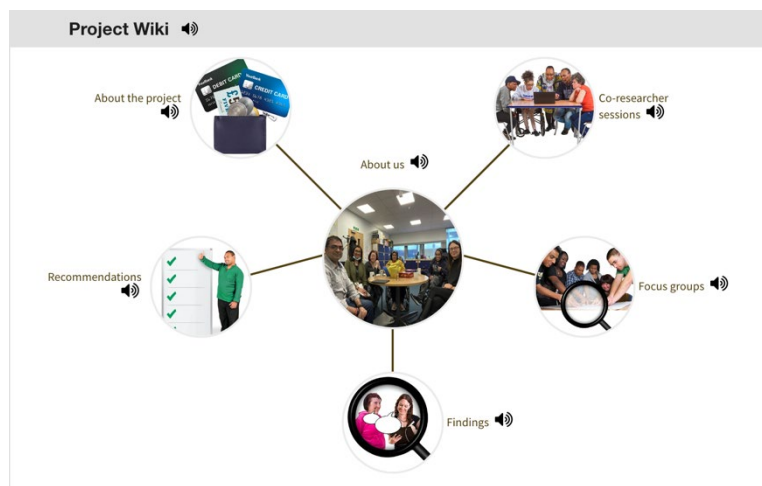 Project Wiki
About the project
DEBIT CARD
CREDIT CARD
Co-researcher
sessions
About us
Recommendations
Focus groups
Findings